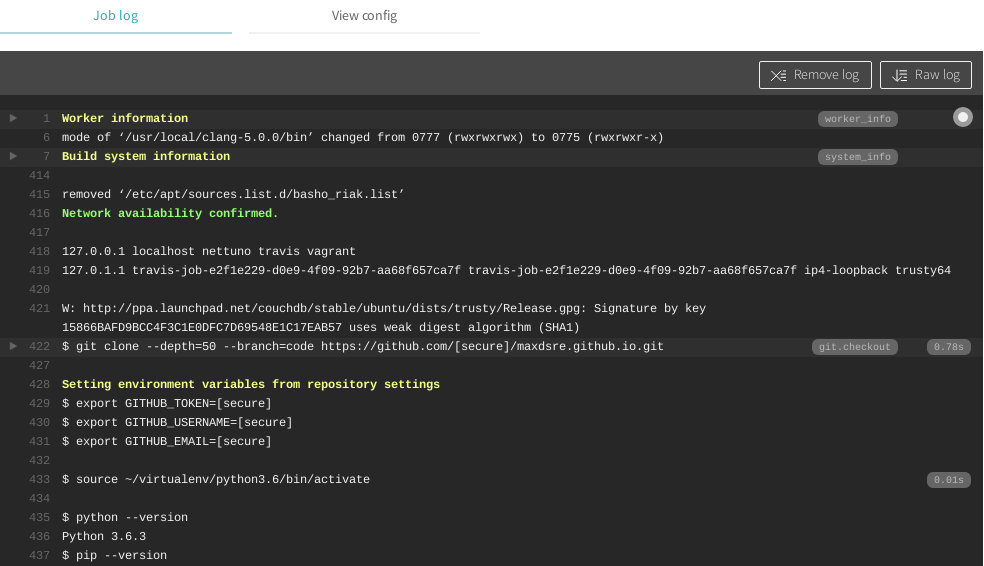 Job log View config
Remove log Raw log
1 Worker information worker_info
6 mode of ‘/usr/local/clang-5.0.0/bin’ changed from 0777 (rwxrwxrwx) to 0775 (rwxrwxr-x)
7 Build system information system_info
414
415 removed ‘/etc/apt/sources.list.d/basho_riak.list’
416 Network availability confirmed.
417
418 127.0.0.1 localhost nettuno travis vagrant
419 127.0.1.1 travis-job-e2f1e229-d0e9-4f09-92b7-aa68f657ca7f travis-job-e2f1e229-d0e9-4f09-92b7-aa68f657ca7f ip4-loopback trusty64
420
421 W: http://ppa.launchpad.net/couchdb/stable/ubuntu/dists/trusty/Release.gpg: Signature by key
15866BAFD9BCC4F3C1E0DFC7D69548E1C17EAB57 uses weak digest algorithm (SHA1)
422 $ git clone --depth=50 --branch=code https://github.com/[secure]/maxdsre.github.io.git git.checkout 0.78s
427
428 Setting environment variables from repository settings
429 $ export GITHUB_TOKEN=[secure]
430 $ export GITHUB_USERNAME=[secure]
431 $ export GITHUB_EMAIL=[secure]
432
433 $ source ~/virtualenv/python3.6/bin/activate 0.01s
434
435 $ python --version
436 Python 3.6.3
437 $ pip --version